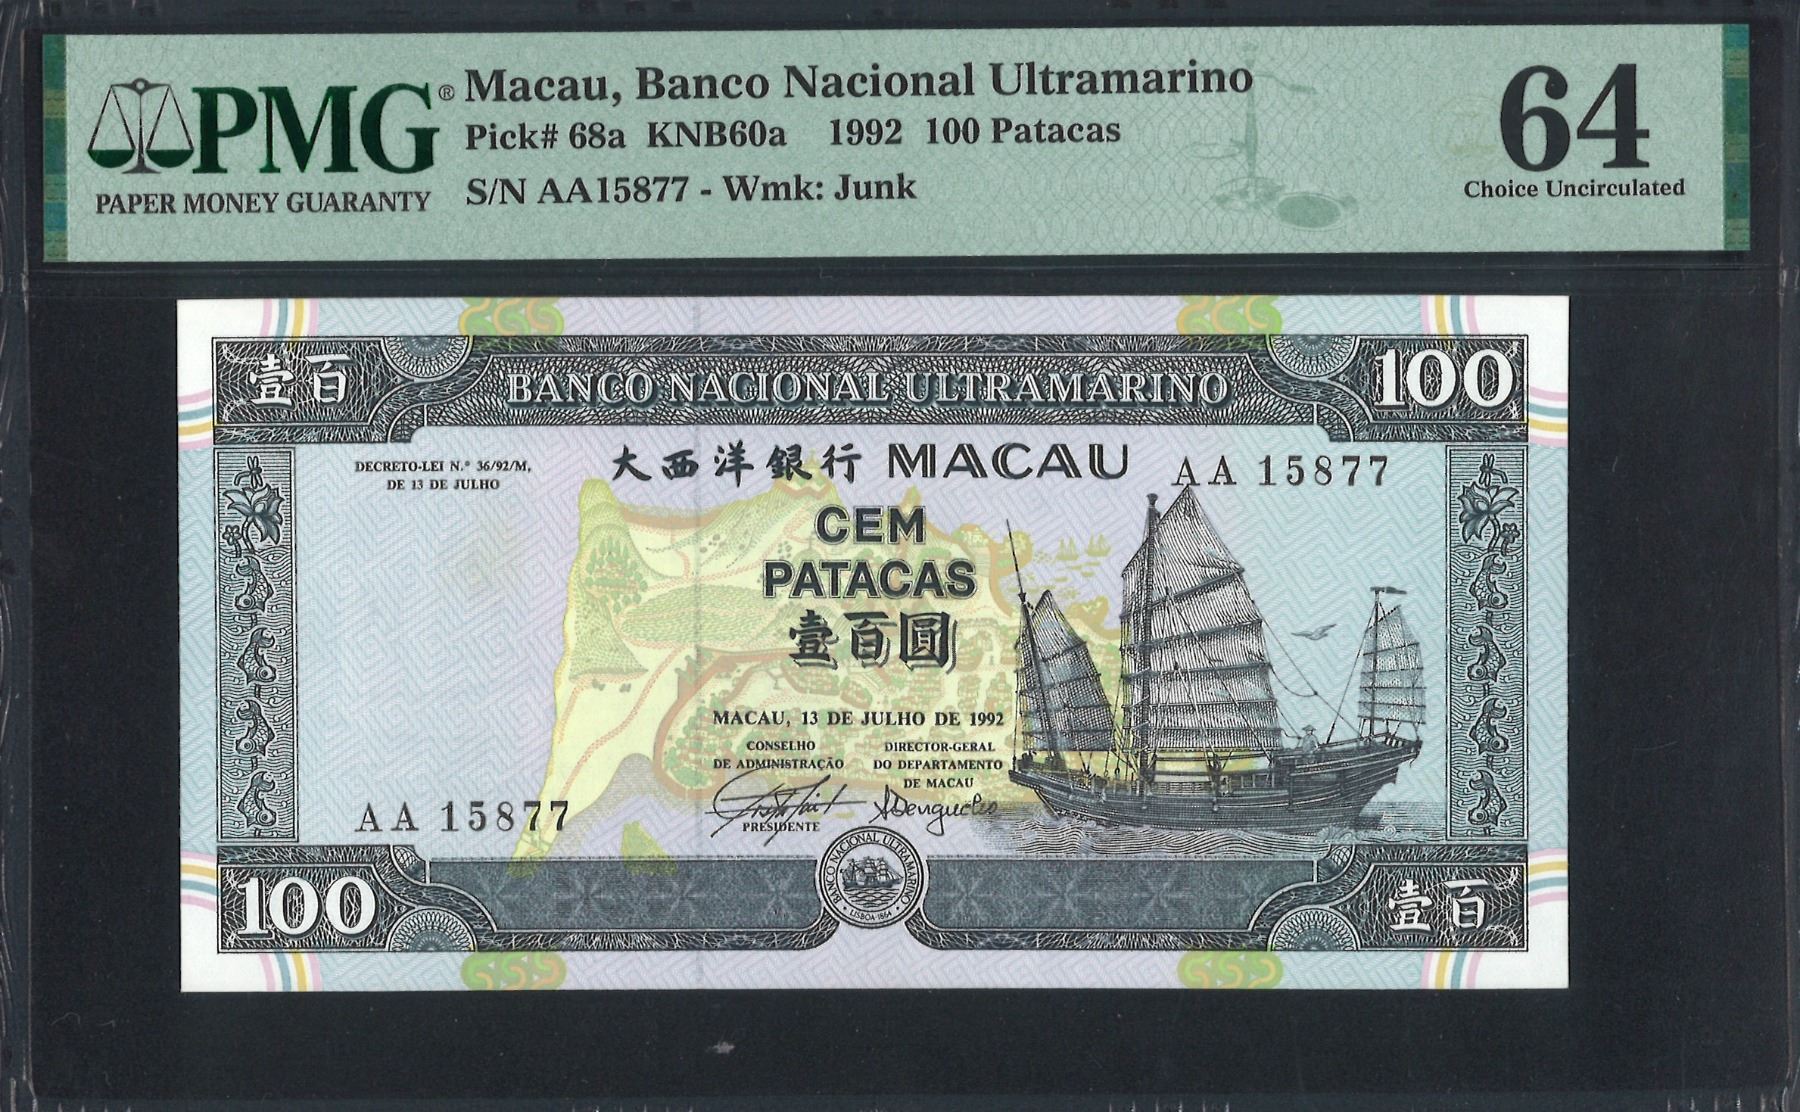 PMG®
PAPER MONEY GUARANTY
Macau, Banco Nacional Ultramarino
Pick# 68a KNB60a 1992 100 Patacas
S/N AA15877 - Wmk: Junk
64
Choice Uncirculated
壹百
BANCO NACIONAL ULTRAMARINO
100
DECRETO-LEI N.º 36/92/M,
DE 13 DE JULHO
大西洋銀行 MACAU
AA 15877
CEM
PATACAS
壹百圓
MACAU, 13 DE JULHO DE 1992
CONSELHO
DE ADMINISTRAÇÃO
DIRECTOR-GERAL
DO DEPARTAMENTO
DE MACAU
PRESIDENTE
AA 15877
100
BANCO NACIONAL ULTRAMARINO
LISBOA 1864
壹百